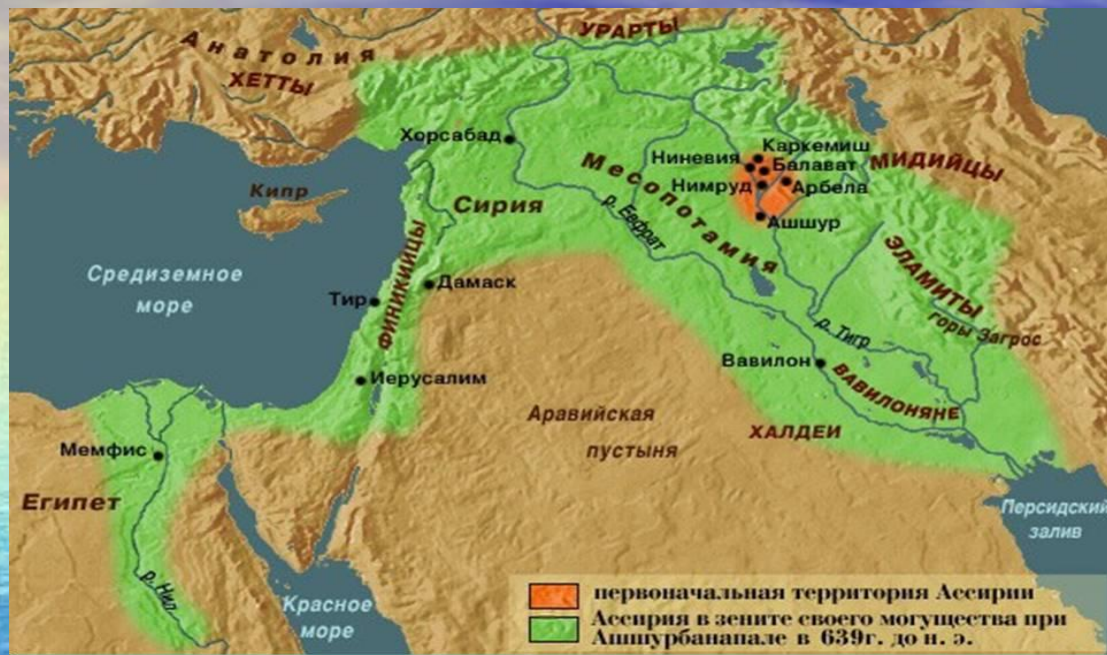 УРАРТЫ
Анатолия
ХЕТТЫ
Хорсабад
Каркемиш
Ниневия
Балават
МИДИЙЦЫ
Нимруд
Арбела
Месопотамия
Кипр
Сирия
р. Евфрат
Ашшур
ФИНИКИЙЦЫ
ЭЛАМИТЫ
Средиземное
море
Дамаск
Тир
горы Загрос
р. Тигр
Вавилон
Иерусалим
ВАВИЛОНЯНЕ
Аравийская
пустыня
ХАЛДЕИ
Мемфис
Египет
Персидский
залив
р. Нил
Красное
море
первоначальная территория Ассирии
Ассирия в зените своего могущества при
Ашшурбанапале в 639г. до н. э.